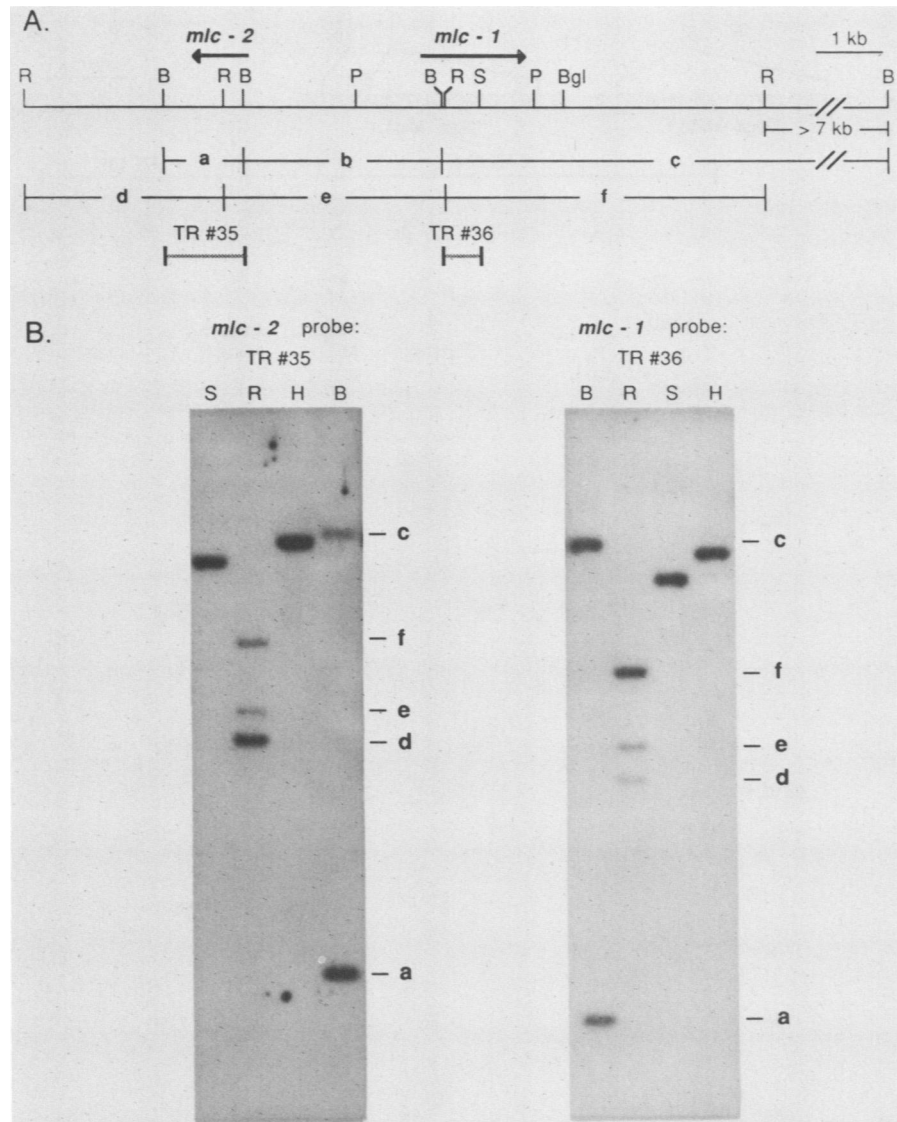 A.
mlc - 2 mlc - 1 1 kb
R B R B P B R S P Bgl R B
> 7 kb
a b c
d e f
TR #35 TR #36
B.
mlc - 2 probe:
TR #35
S R H B
c
f
e
d
a
mlc - 1 probe:
TR #36
B R S H
c
f
e
d
a